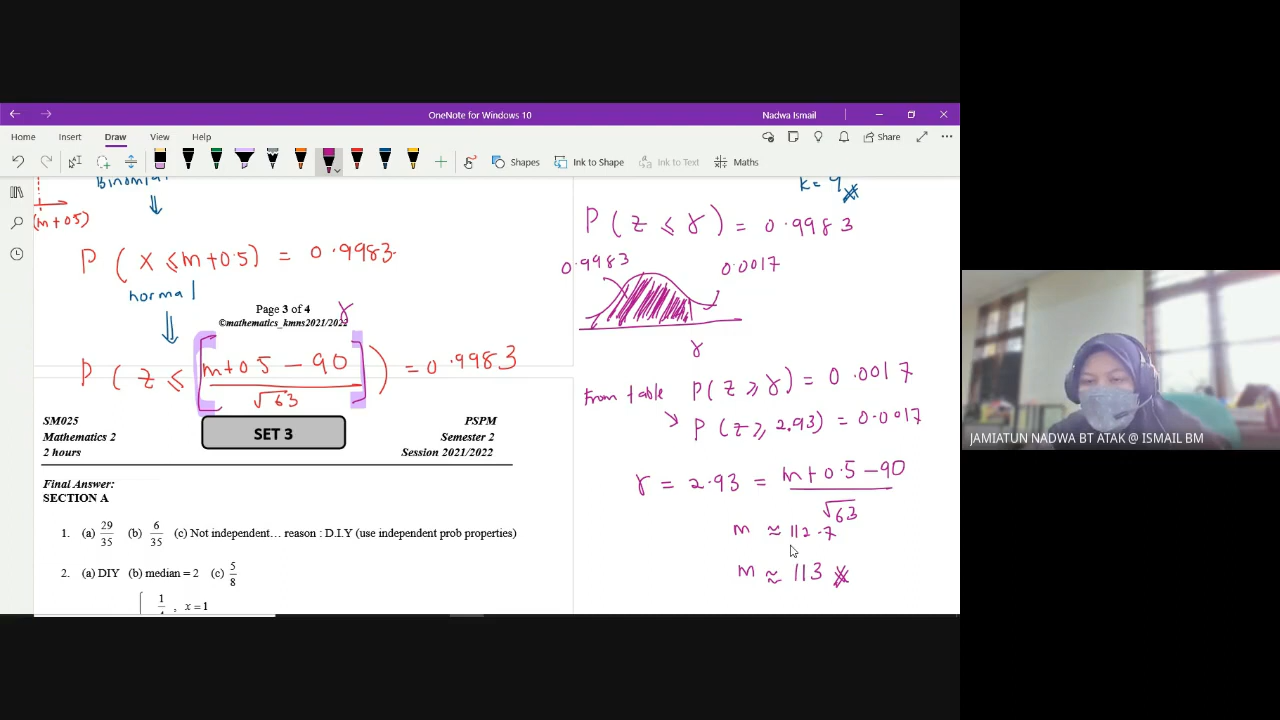 OneNote for Windows 10
Nadwa Ismail
Home Insert Draw View Help
Share
Shapes Ink to Shape Ink to Text Maths
Binomial
(m+0.5)
P ( X ≤ m+0.5) = 0.9983.
normal
Page 3 of 4
©mathematics_kmns2021/2022
γ
P ( z ≤ [ m+0.5 − 90 / √63 ] ) = 0.9983
SET 3
SM025
Mathematics 2
2 hours
PSPM
Semester 2
Session 2021/2022
Final Answer:
SECTION A
1. (a) 29/35 (b) 6/35 (c) Not independent… reason : D.I.Y (use independent prob properties)
2. (a) DIY (b) median = 2 (c) 5/8
1/4 , x = 1
k = 9
P ( z ≤ γ ) = 0.9983
0.9983
0.0017
γ
From table P( z ≥ γ) = 0.0017
P ( z ≥ 2.93) = 0.0017
γ = 2.93 = m+0.5−90 / √63
m ≈ 112.7
m ≈ 113
JAMIATUN NADWA BT ATAK @ ISMAIL BM